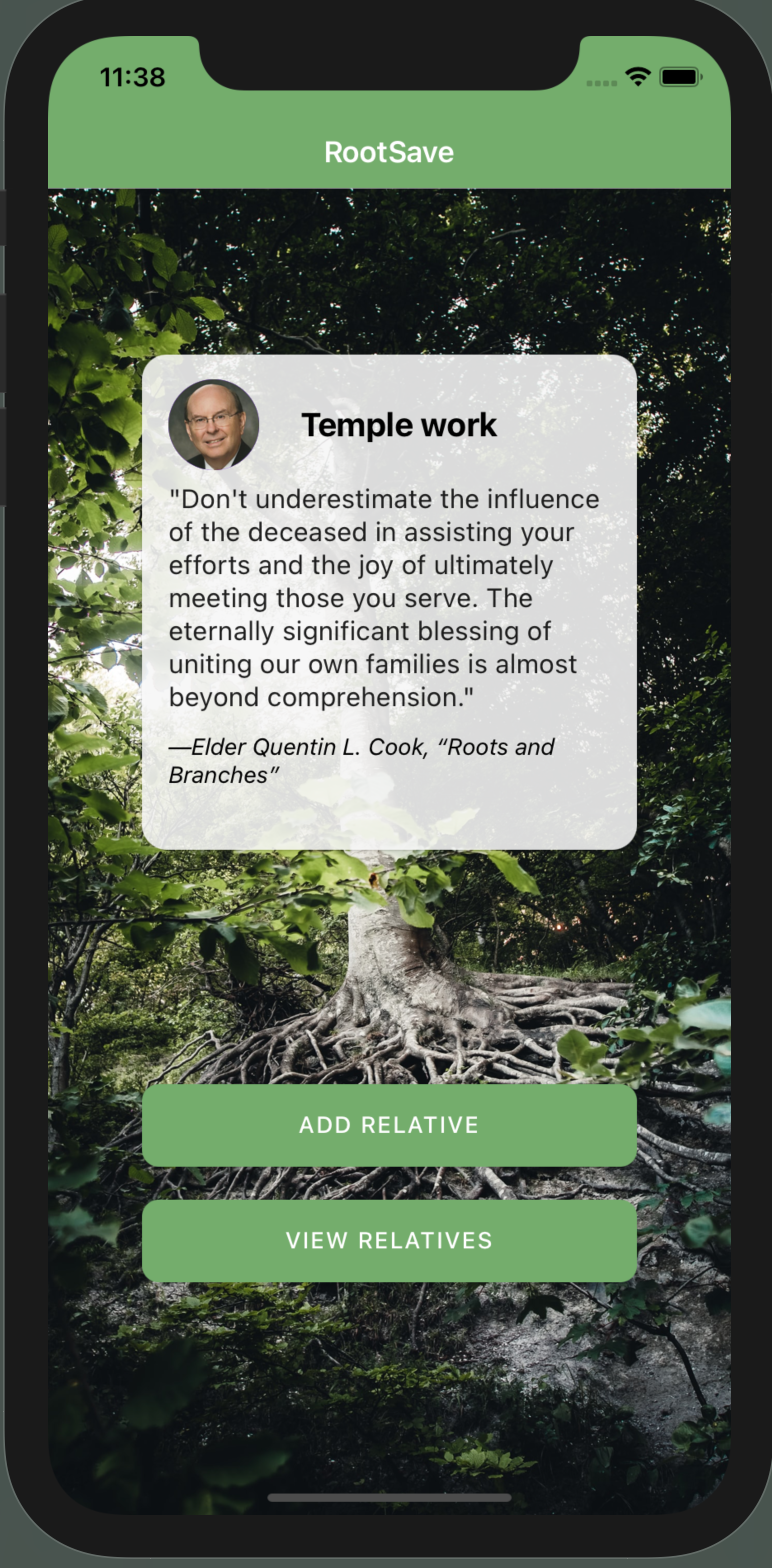 11:38
RootSave
Temple work
"Don't underestimate the influence
of the deceased in assisting your
efforts and the joy of ultimately
meeting those you serve. The
eternally significant blessing of
uniting our own families is almost
beyond comprehension."
—Elder Quentin L. Cook, “Roots and
Branches”
ADD RELATIVE
VIEW RELATIVES